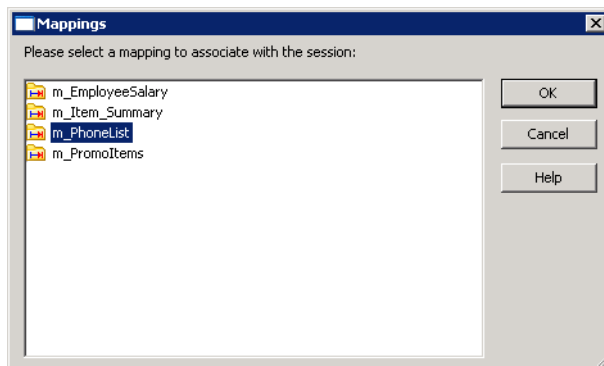 Mappings
Please select a mapping to associate with the session:
m_EmployeeSalary
m_Item_Summary
m_PhoneList
m_PromoItems
OK
Cancel
Help